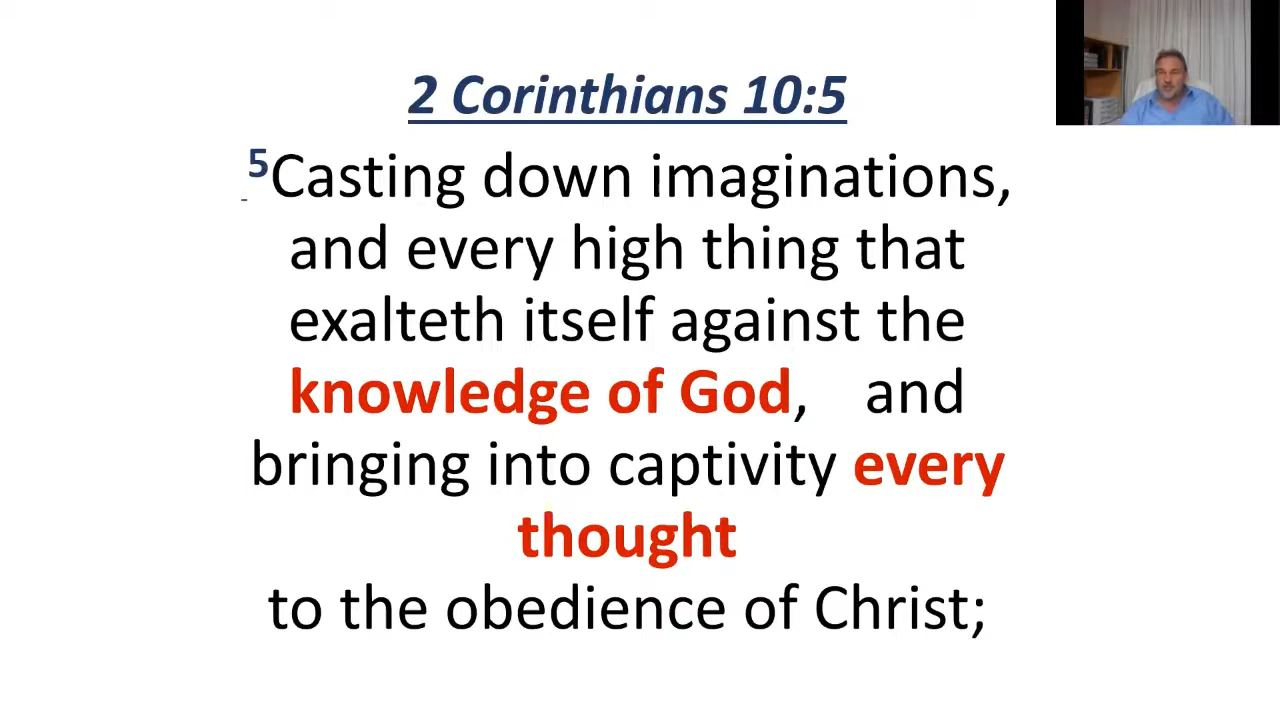 2 Corinthians 10:5
5Casting down imaginations,
and every high thing that
exalteth itself against the
knowledge of God, and
bringing into captivity every
thought
to the obedience of Christ;